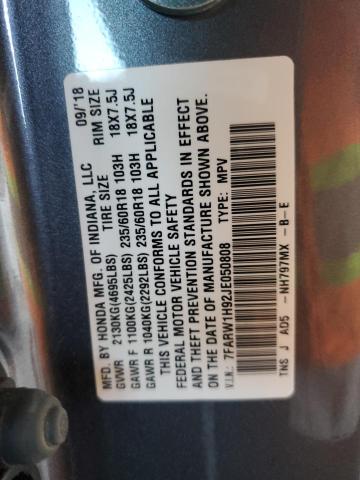 MFD. BY HONDA MFG. OF INDIANA, LLC 09/'18
TIRE SIZE RIM SIZE
GVWR 2130KG(4695LBS)
GAWR F 1100KG(2425LBS) 235/60R18 103H 18X7.5J
GAWR R 1040KG(2292LBS) 235/60R18 103H 18X7.5J
THIS VEHICLE CONFORMS TO ALL APPLICABLE
FEDERAL MOTOR VEHICLE SAFETY
AND THEFT PREVENTION STANDARDS IN EFFECT
ON THE DATE OF MANUFACTURE SHOWN ABOVE.
V.I.N.: 7FARW1H92JE050808 TYPE: MPV
TNS J AD5 -NH797MX -B-E